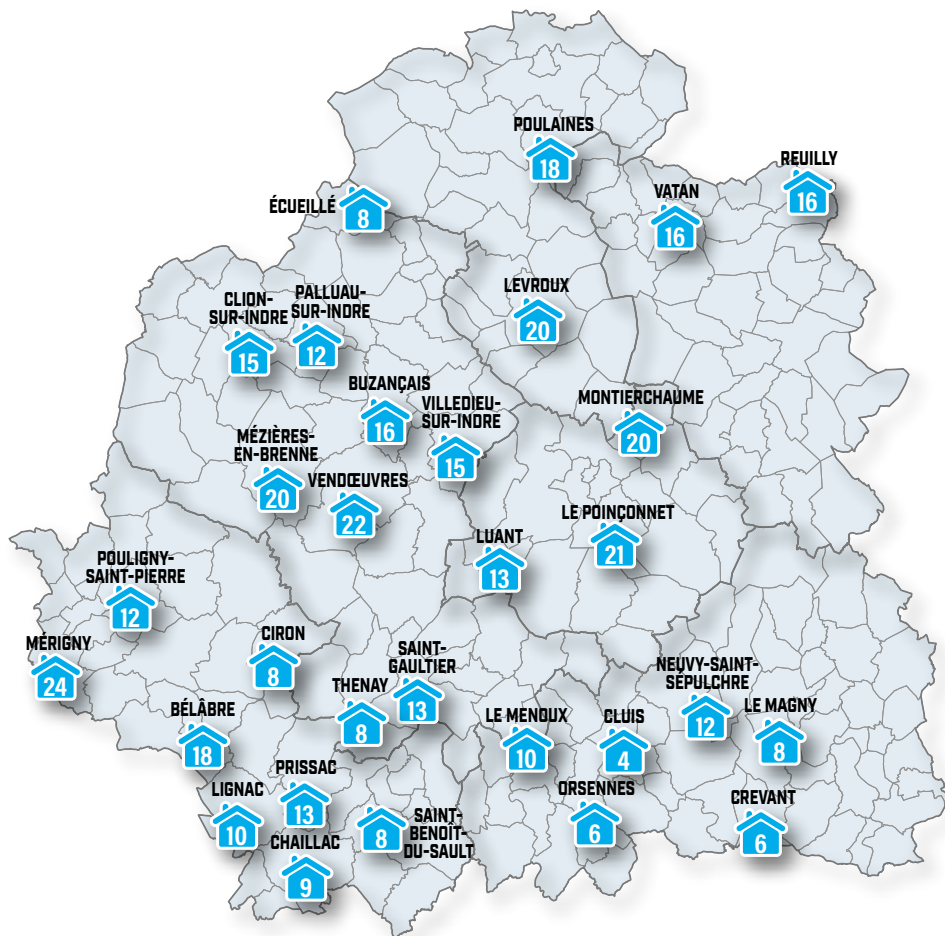 POULAINES
18
REUILLY
16
VATAN
16
ÉCUEILLÉ
8
LEVROUX
20
CLION-
SUR-INDRE
15
PALLUAU-
SUR-INDRE
12
BUZANÇAIS
16
VILLEDIEU-
SUR-INDRE
15
MONTIERCHAUME
20
MÉZIÈRES-
EN-BRENNE
20
VENDŒUVRES
22
LE POINÇONNET
21
LUANT
13
POULIGNY-
SAINT-PIERRE
12
MÉRIGNY
24
CIRON
8
SAINT-
GAULTIER
13
THENAY
8
NEUVY-SAINT-
SÉPULCHRE
12
LE MAGNY
8
LE MENOUX
10
CLUIS
4
BÉLÂBRE
18
PRISSAC
13
LIGNAC
10
SAINT-
BENOÎT-
DU-SAULT
8
ORSENNES
6
CREVANT
6
CHAILLAC
9